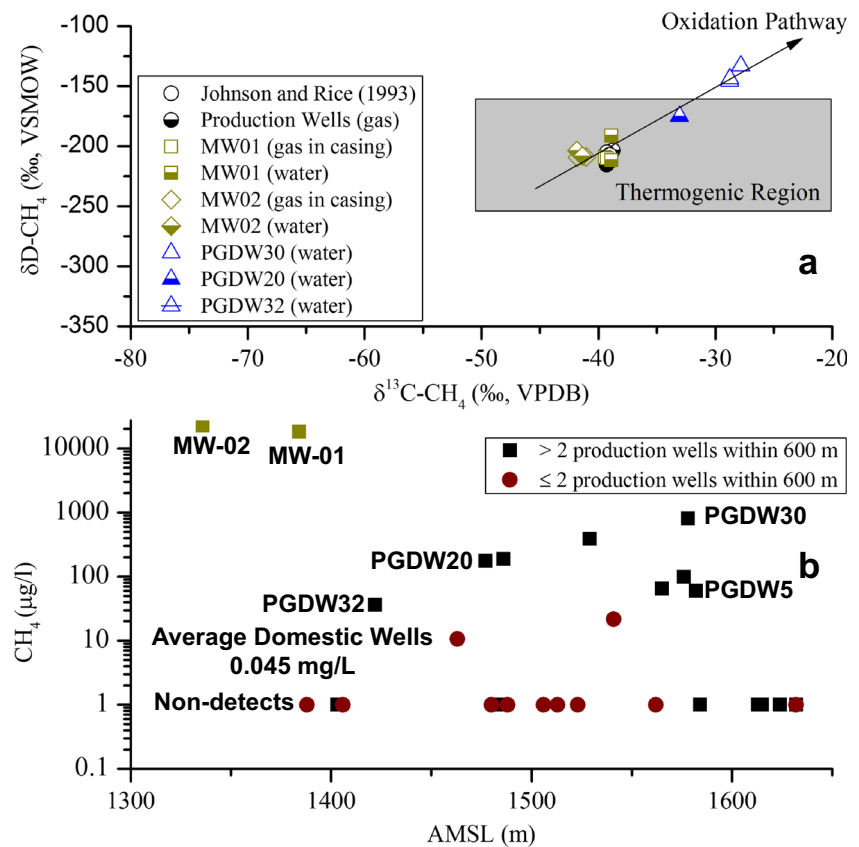 -100
-150
-200
-250
-300
-350
δD-CH4 (‰, VSMOW)
Oxidation Pathway
Johnson and Rice (1993)
Production Wells (gas)
MW01 (gas in casing)
MW01 (water)
MW02 (gas in casing)
MW02 (water)
PGDW30 (water)
PGDW20 (water)
PGDW32 (water)
Thermogenic Region
a
-80 -70 -60 -50 -40 -30 -20
δ13C-CH4 (‰, VPDB)
10000
1000
100
10
1
0.1
CH4 (µg/l)
MW-02
MW-01
> 2 production wells within 600 m
≤ 2 production wells within 600 m
PGDW30
PGDW20
b
PGDW5
PGDW32
Average Domestic Wells
0.045 mg/L
Non-detects
1300 1400 1500 1600
AMSL (m)